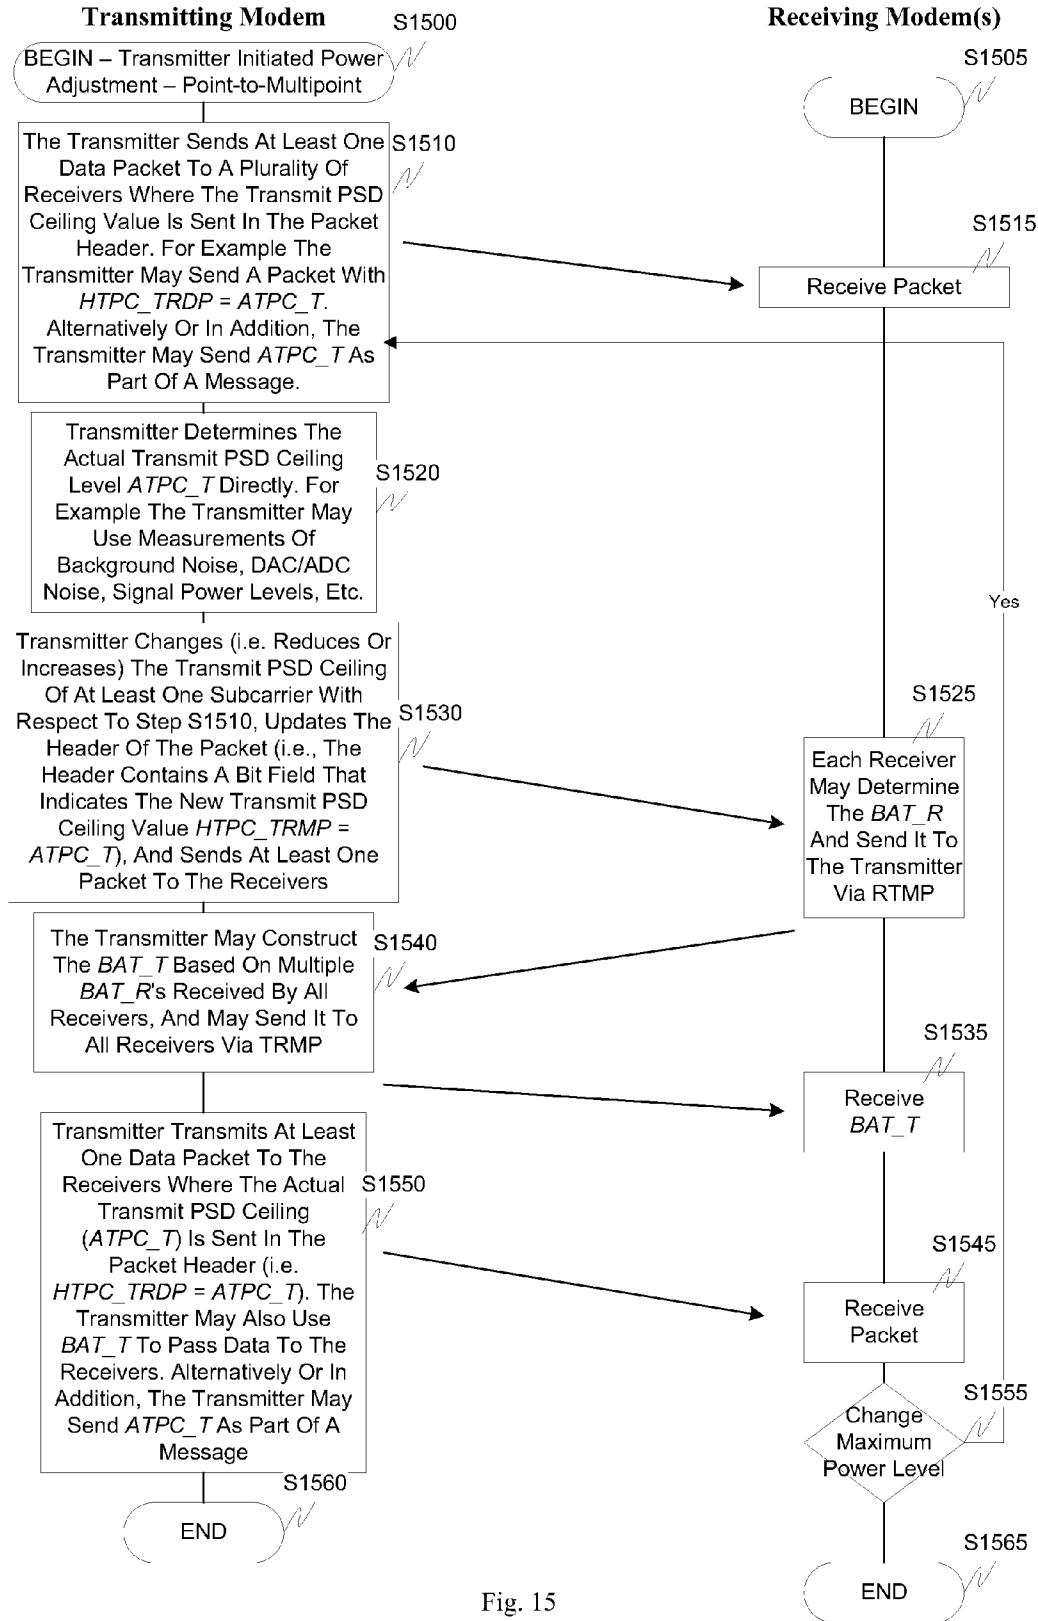 Transmitting Modem
S1500
BEGIN – Transmitter Initiated Power
Adjustment – Point-to-Multipoint
The Transmitter Sends At Least One
Data Packet To A Plurality Of
Receivers Where The Transmit PSD
Ceiling Value Is Sent In The Packet
Header. For Example The
Transmitter May Send A Packet With
HTPC_TRDP = ATPC_T.
Alternatively Or In Addition, The
Transmitter May Send ATPC_T As
Part Of A Message.
S1510
Transmitter Determines The
Actual Transmit PSD Ceiling
Level ATPC_T Directly. For
Example The Transmitter May
Use Measurements Of
Background Noise, DAC/ADC
Noise, Signal Power Levels, Etc.
S1520
Transmitter Changes (i.e. Reduces Or
Increases) The Transmit PSD Ceiling
Of At Least One Subcarrier With
Respect To Step S1510, Updates The
Header Of The Packet (i.e., The
Header Contains A Bit Field That
Indicates The New Transmit PSD
Ceiling Value HTPC_TRMP =
ATPC_T), And Sends At Least One
Packet To The Receivers
S1530
The Transmitter May Construct
The BAT_T Based On Multiple
BAT_R's Received By All
Receivers, And May Send It To
All Receivers Via TRMP
S1540
Transmitter Transmits At Least
One Data Packet To The
Receivers Where The Actual
Transmit PSD Ceiling
(ATPC_T) Is Sent In The
Packet Header (i.e.
HTPC_TRDP = ATPC_T). The
Transmitter May Also Use
BAT_T To Pass Data To The
Receivers. Alternatively Or In
Addition, The Transmitter May
Send ATPC_T As Part Of A
Message
S1550
S1560
END
Receiving Modem(s)
S1505
BEGIN
S1515
Receive Packet
Yes
S1525
Each Receiver
May Determine
The BAT_R
And Send It To
The Transmitter
Via RTMP
S1535
Receive
BAT_T
S1545
Receive
Packet
S1555
Change
Maximum
Power Level
S1565
END
Fig. 15